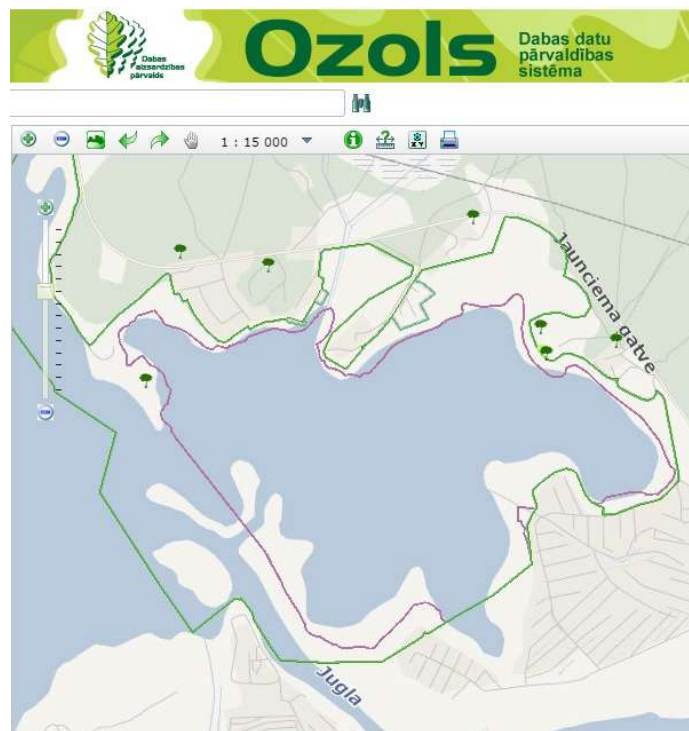 Dabas
aizsardzības
pārvalde
Ozols
Dabas datu
pārvaldības
sistēma
1 : 15 000
Jaunciema gatve
Jugla